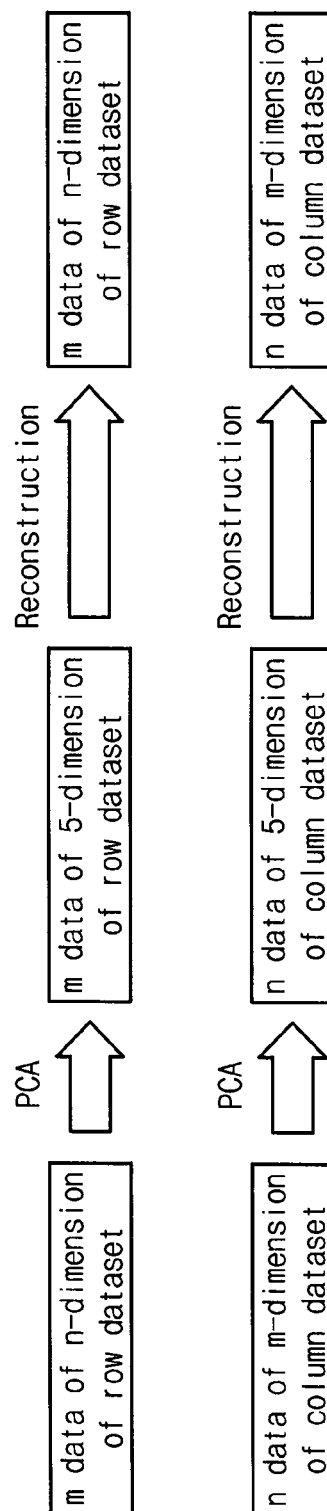 m data of n-dimension
of row dataset
PCA
m data of 5-dimension
of row dataset
Reconstruction
m data of n-dimension
of row dataset
n data of m-dimension
of column dataset
PCA
n data of 5-dimension
of column dataset
Reconstruction
n data of m-dimension
of column dataset